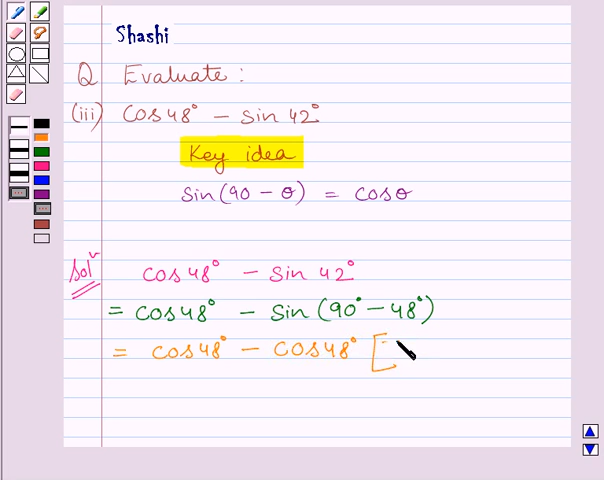 Shashi
Q Evaluate :
(iii) Cos 48° - sin 42°
Key idea
sin (90 - θ) = cos θ
Solⁿ cos 48° - sin 42°
= cos 48° - sin (90° - 48°)
= cos 48° - cos 48° [